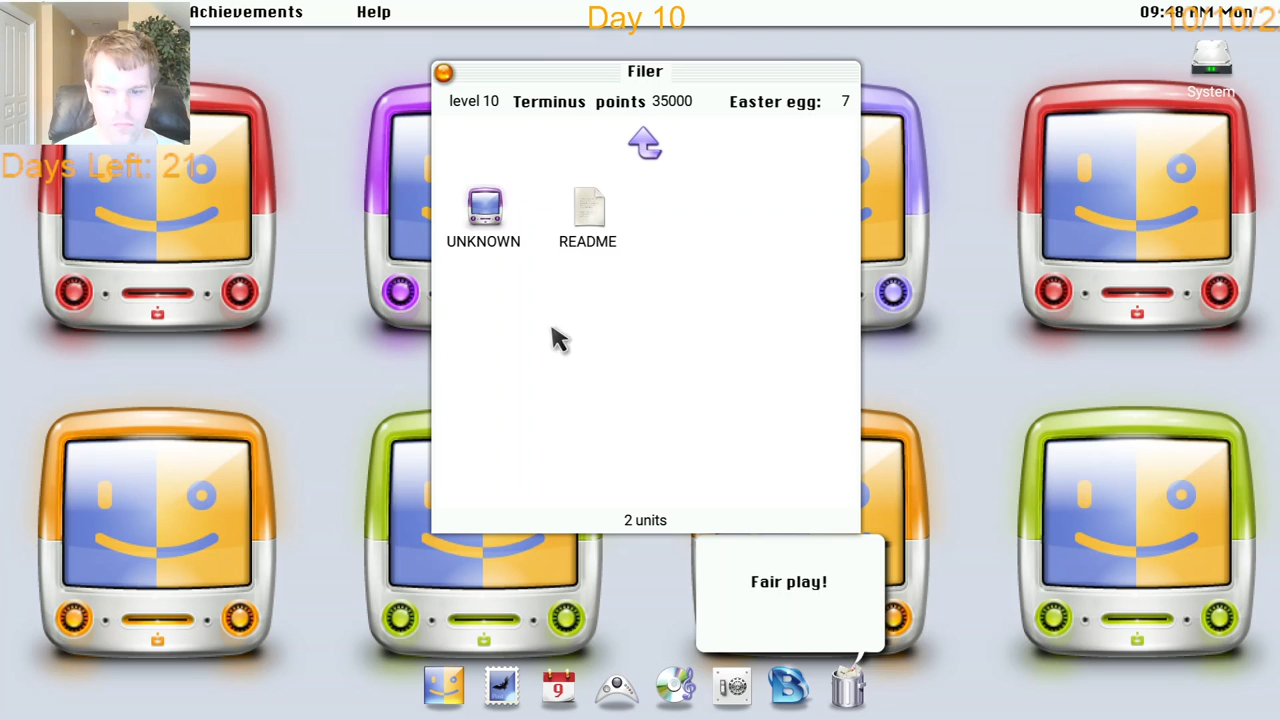 Achievements
Help
Day 10
09:48 AM Mon
Filer
level 10 Terminus points 35000 Easter egg: 7
System
Days Left: 21
UNKNOWN
README
2 units
Fair play!
9